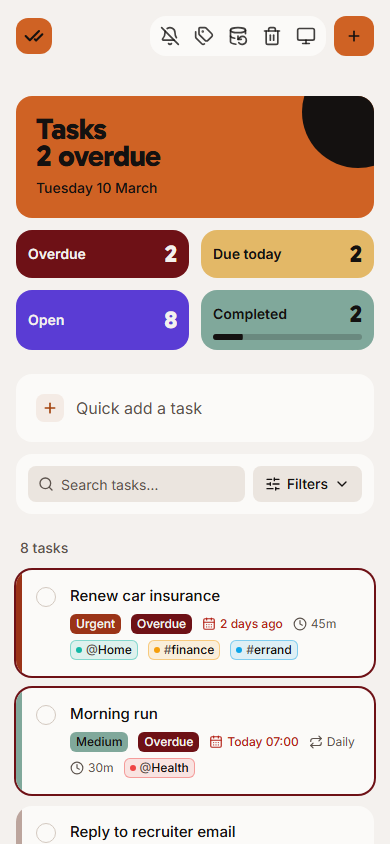 Tasks
2 overdue
Tuesday 10 March
Overdue 2
Due today 2
Open 8
Completed 2
Quick add a task
Search tasks...
Filters
8 tasks
Renew car insurance
Urgent Overdue 2 days ago 45m
@Home #finance #errand
Morning run
Medium Overdue Today 07:00 Daily
30m @Health
Reply to recruiter email